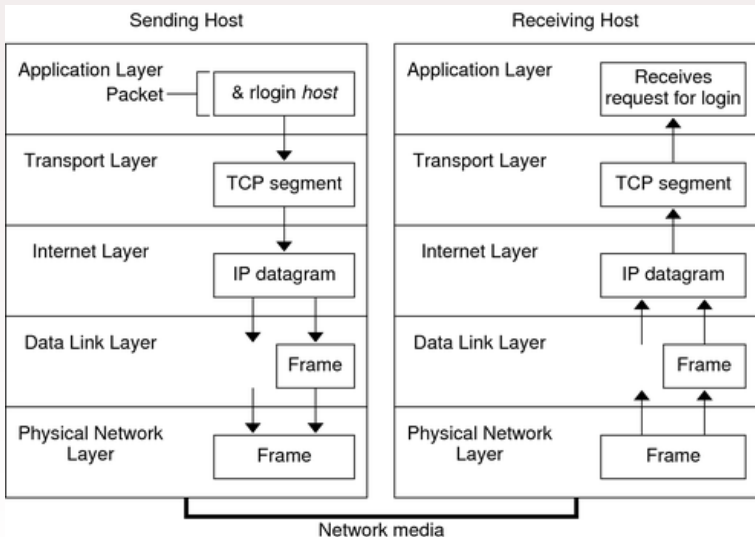 Sending Host
Receiving Host
Application Layer
Packet
& rlogin host
Transport Layer
TCP segment
Internet Layer
IP datagram
Data Link Layer
Frame
Physical Network
Layer
Frame
Application Layer
Receives
request for login
Transport Layer
TCP segment
Internet Layer
IP datagram
Data Link Layer
Frame
Physical Network
Layer
Frame
Network media